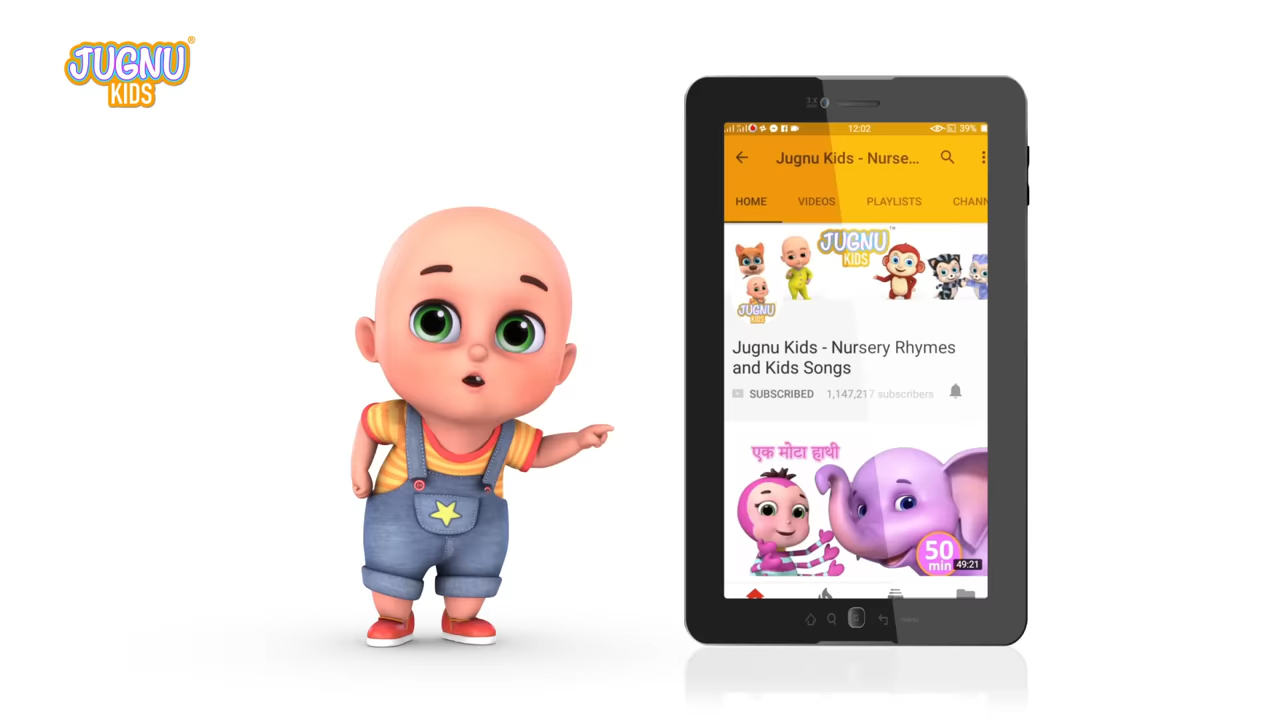 JUGNU
KIDS
12:02
39%
Jugnu Kids - Nurse...
HOME VIDEOS PLAYLISTS CHANN
JUGNU
KIDS
JUGNU
KIDS
Jugnu Kids - Nursery Rhymes
and Kids Songs
SUBSCRIBED 1,147,217 subscribers
एक मोटा हाथी
50
min
49:21